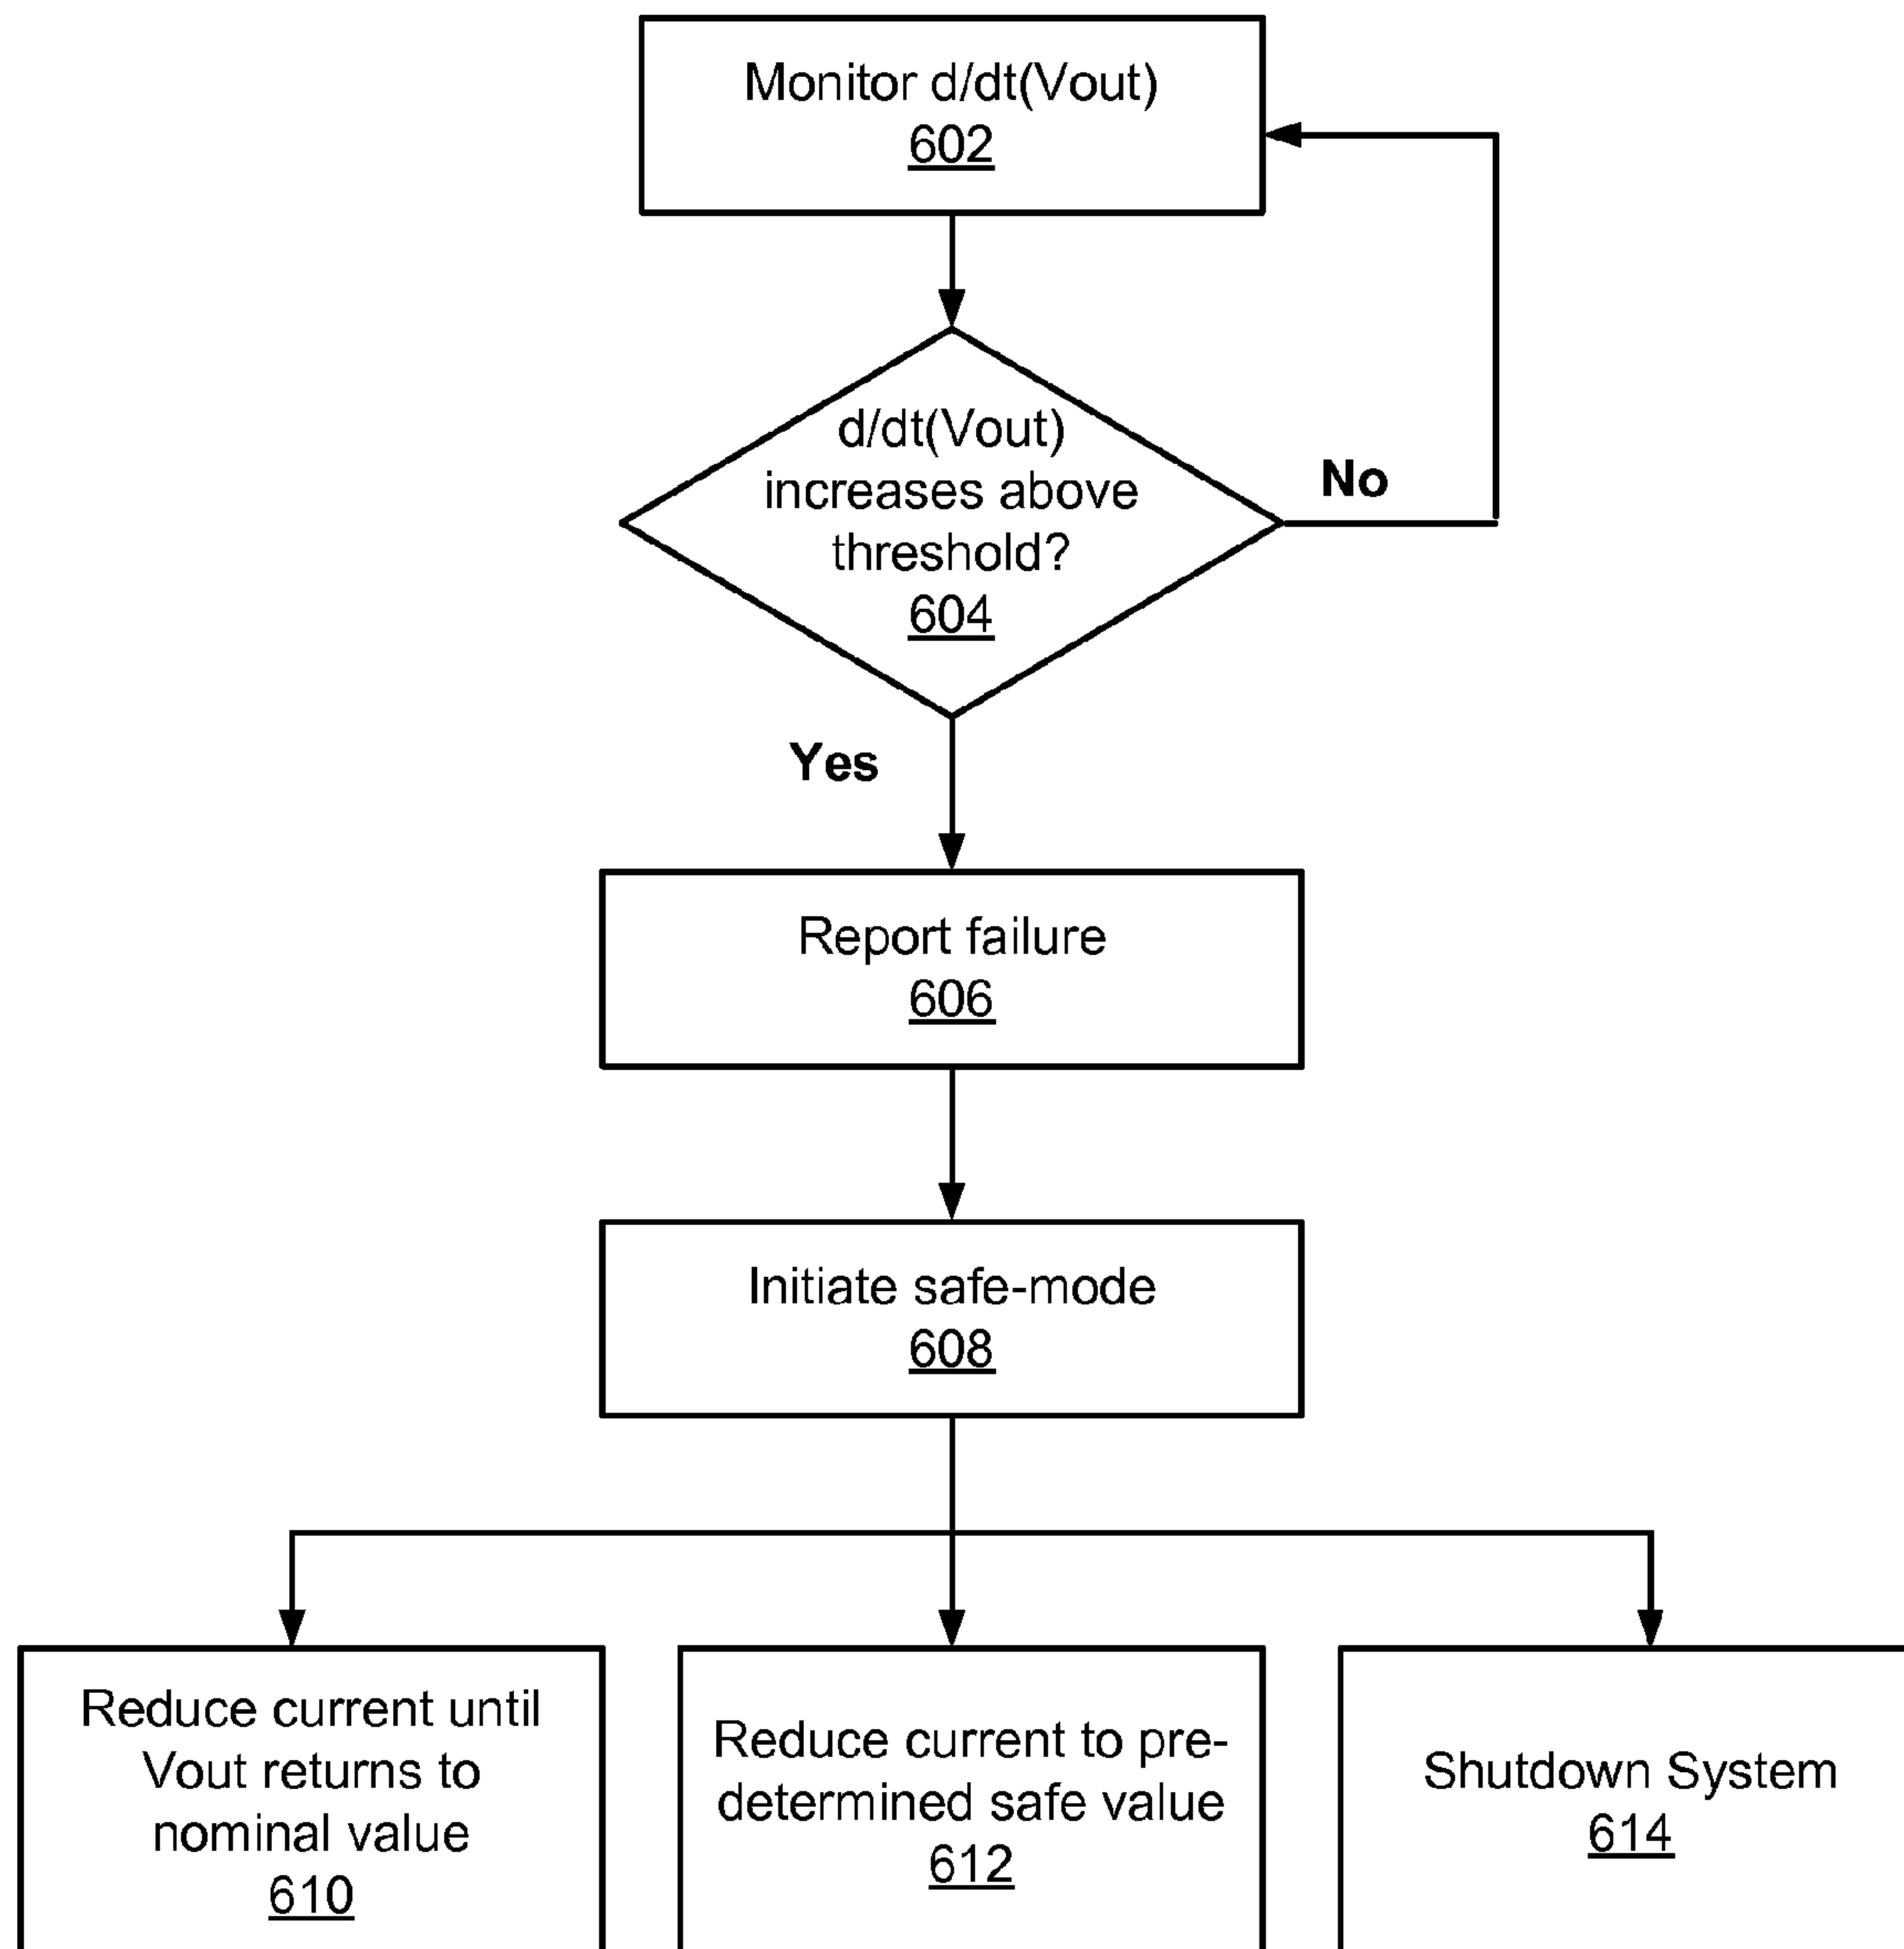 Monitor d/dt(Vout)
602
d/dt(Vout)
increases above
threshold?
604
No
Yes
Report failure
606
Initiate safe-mode
608
Reduce current until
Vout returns to
nominal value
610
Reduce current to pre-
determined safe value
612
Shutdown System
614